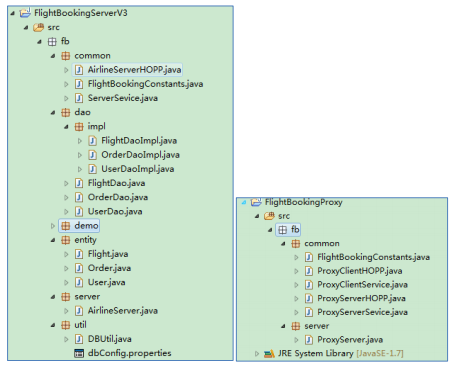 FlightBookingServerV3
src
fb
common
AirlineServerHOPP.java
FlightBookingConstants.java
ServerSevice.java
dao
impl
FlightDaoImpl.java
OrderDaoImpl.java
UserDaoImpl.java
FlightDao.java
OrderDao.java
UserDao.java
demo
entity
Flight.java
Order.java
User.java
server
AirlineServer.java
util
DBUtil.java
dbConfig.properties
FlightBookingProxy
src
fb
common
FlightBookingConstants.java
ProxyClientHOPP.java
ProxyClientService.java
ProxyServerHOPP.java
ProxyServerSevice.java
server
ProxyServer.java
JRE System Library [JavaSE-1.7]